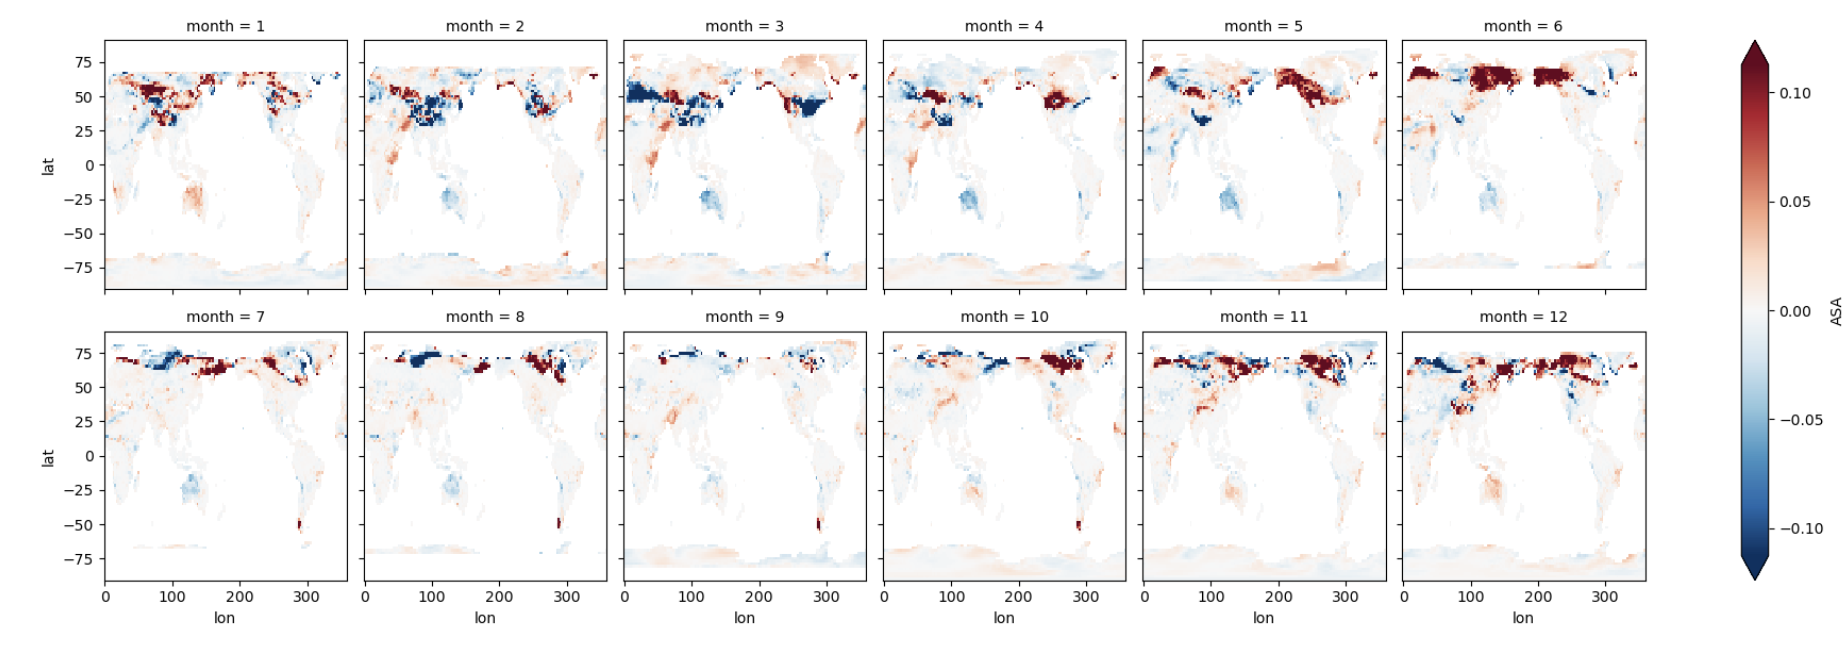 month = 1
month = 2
month = 3
month = 4
month = 5
month = 6
75
50
25
0
−25
−50
−75
lat
month = 7
month = 8
month = 9
month = 10
month = 11
month = 12
75
50
25
0
−25
−50
−75
lat
0 100 200 300
0 100 200 300
0 100 200 300
0 100 200 300
0 100 200 300
0 100 200 300
lon
lon
lon
lon
lon
lon
0.10
0.05
0.00
−0.05
−0.10
ASA